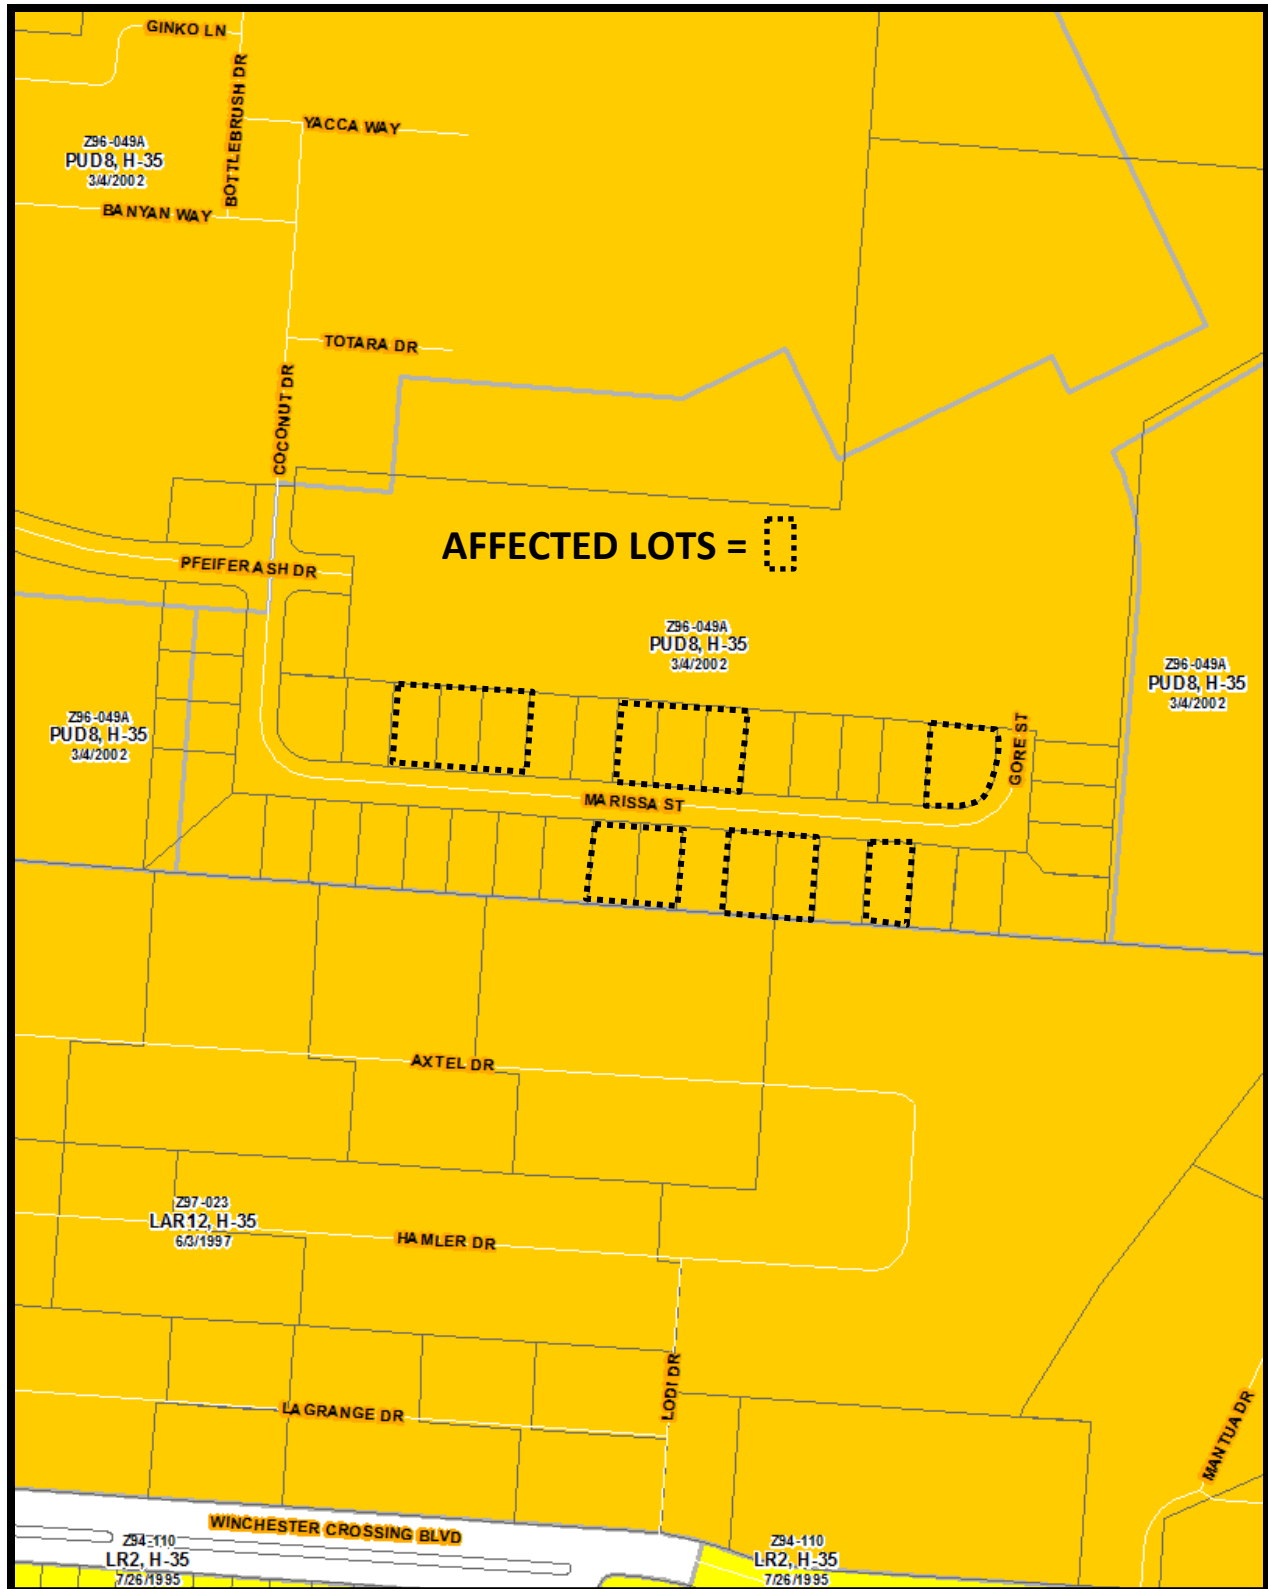 GINKO LN
BOTTLEBRUSH DR
YACCA WAY
Z96-049A
PUD8, H-35
3/4/2002
BANYAN WAY
TOTARA DR
COCONUT DR
AFFECTED LOTS =
PFEIFER ASH DR
Z96-049A
PUD8, H-35
3/4/2002
Z96-049A
PUD8, H-35
3/4/2002
Z96-049A
PUD8, H-35
3/4/2002
GORE ST
MARISSA ST
AXTEL DR
Z97-023
LAR12, H-35
6/3/1997
HAMLER DR
LODI DR
LAGRANGE DR
MANTUA DR
WINCHESTER CROSSING BLVD
Z94-110
LR2, H-35
7/26/1995
Z94-110
LR2, H-35
7/26/1995